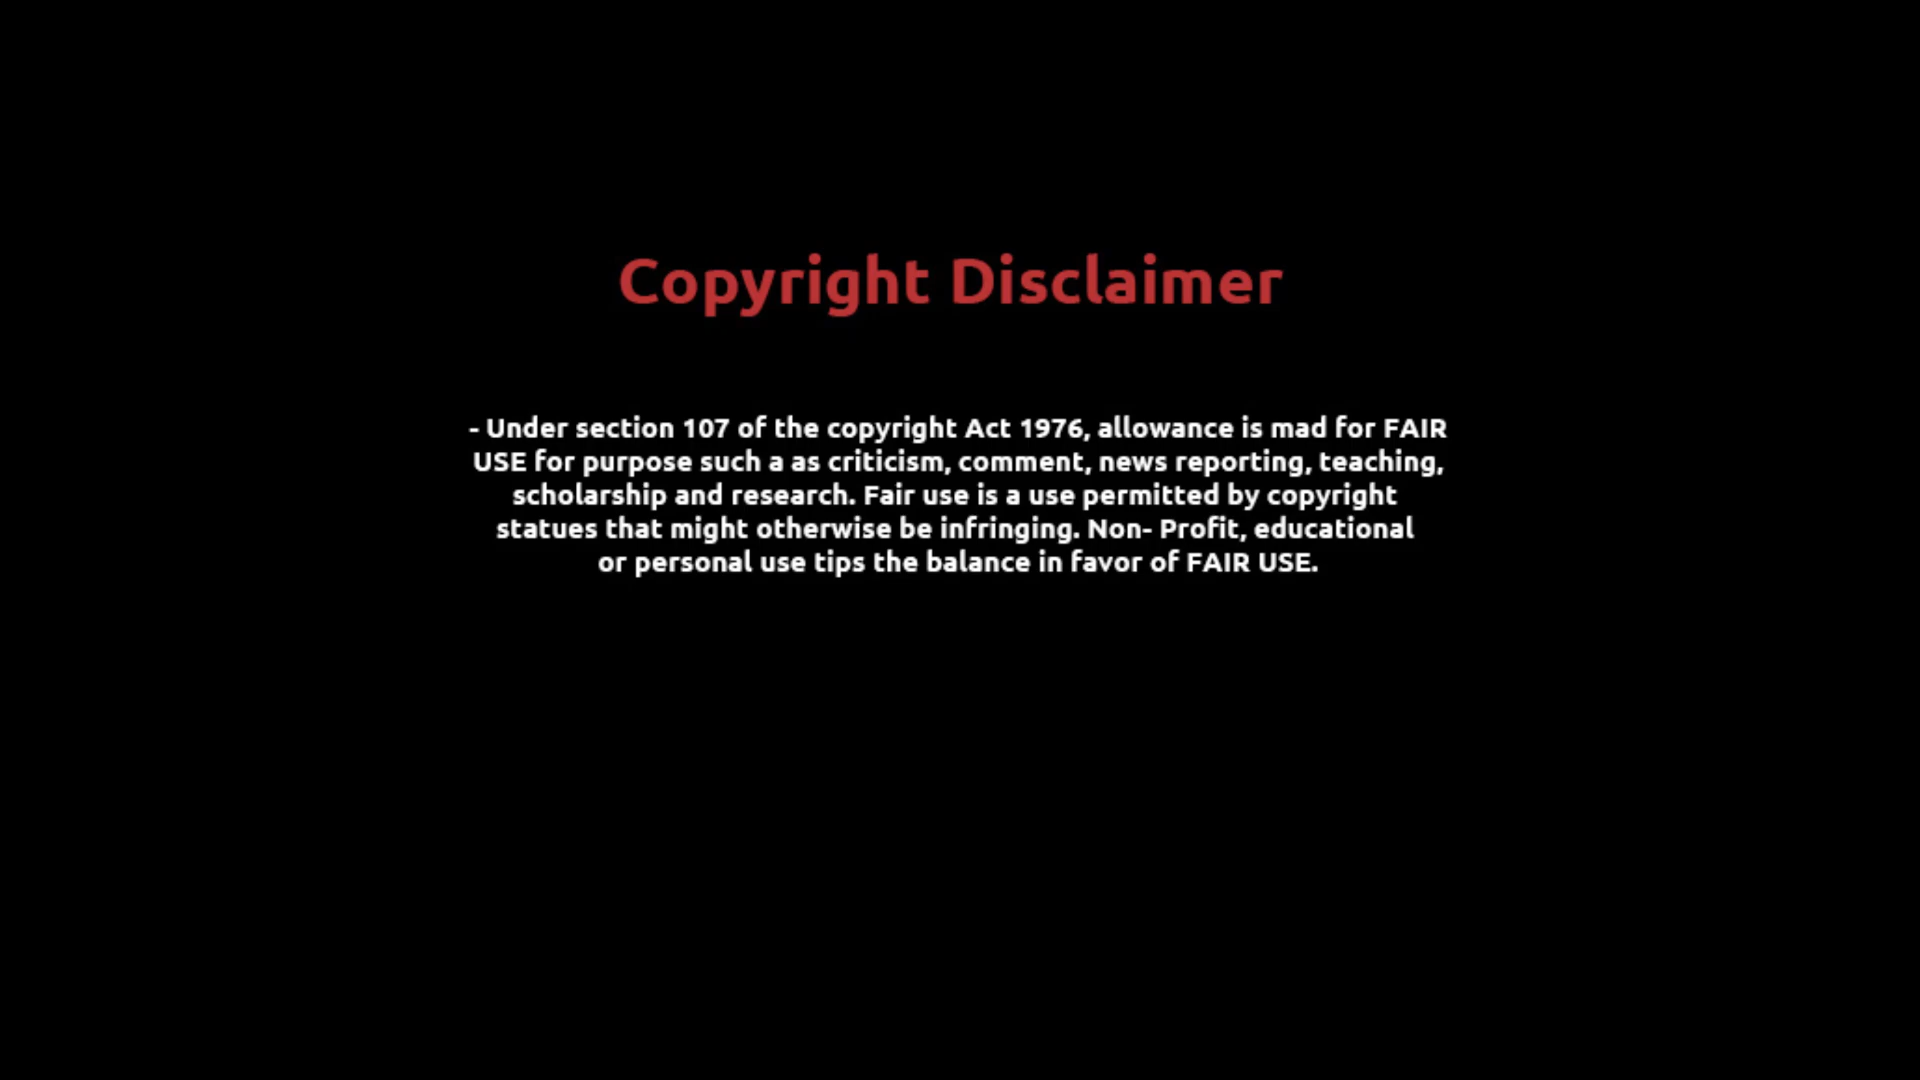 Copyright Disclaimer
- Under section 107 of the copyright Act 1976, allowance is mad for FAIR
USE for purpose such a as criticism, comment, news reporting, teaching,
scholarship and research. Fair use is a use permitted by copyright
statues that might otherwise be infringing. Non- Profit, educational
or personal use tips the balance in favor of FAIR USE.